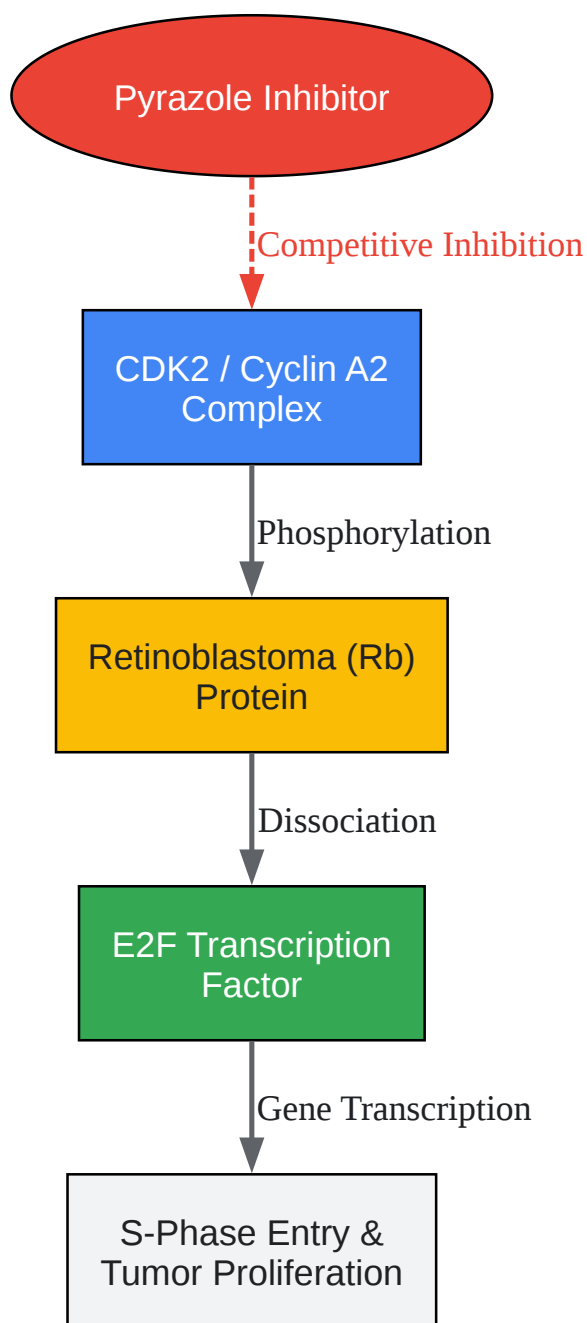 Pyrazole Inhibitor
Competitive Inhibition
CDK2 / Cyclin A2
Complex
Phosphorylation
Retinoblastoma (Rb)
Protein
Dissociation
E2F Transcription
Factor
Gene Transcription
S-Phase Entry &
Tumor Proliferation